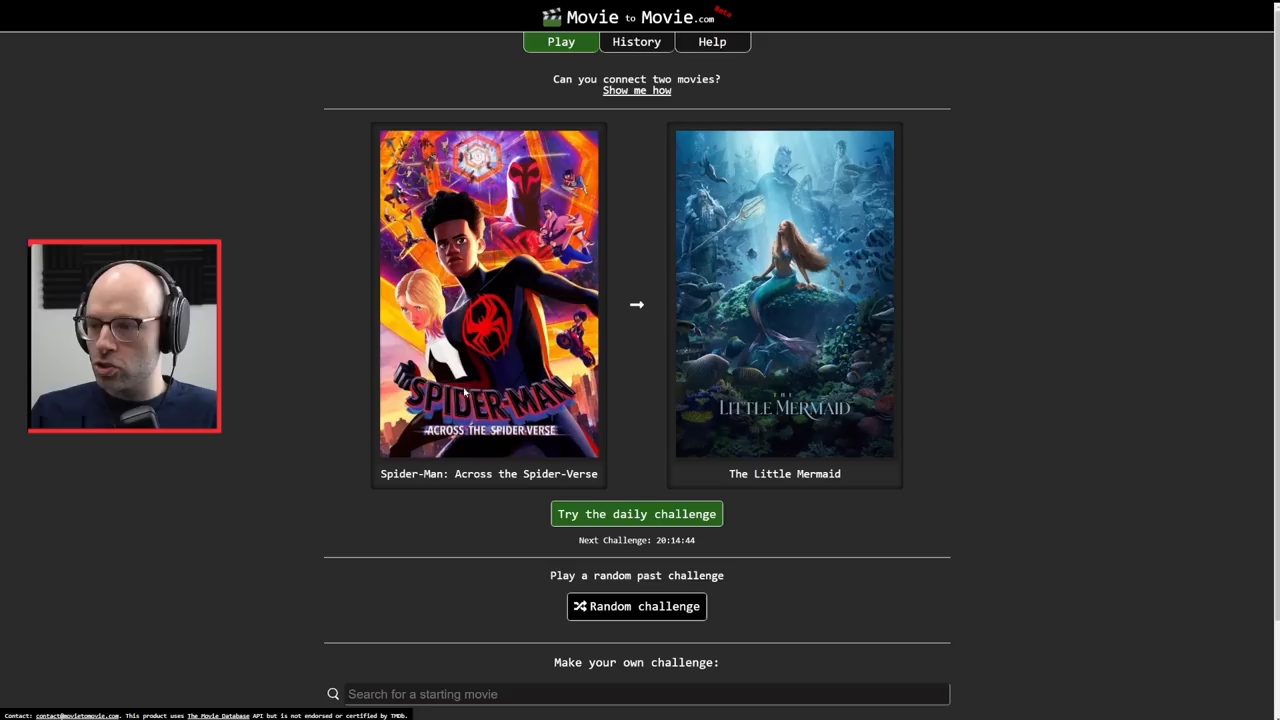 Movie to Movie.com Beta
Play History Help
Can you connect two movies?
Show me how
SPIDER-MAN
ACROSS THE SPIDER-VERSE
THE
LITTLE MERMAID
Spider-Man: Across the Spider-Verse
The Little Mermaid
Try the daily challenge
Next Challenge: 20:14:44
Play a random past challenge
Random challenge
Make your own challenge:
Search for a starting movie
Contact: contact@movietomovie.com. This product uses The Movie Database API but is not endorsed or certified by TMDb.